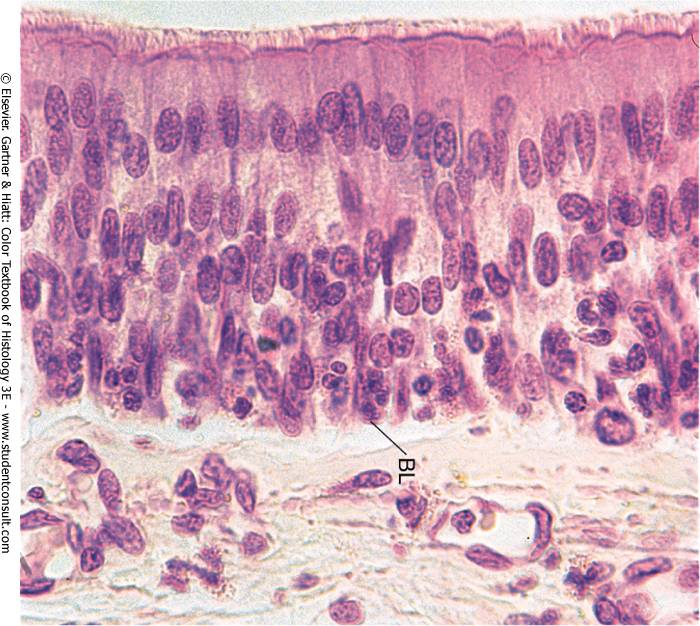 © Elsevier. Gartner & Hiatt: Color Textbook of Histology 3E - www.studentconsult.com
BL